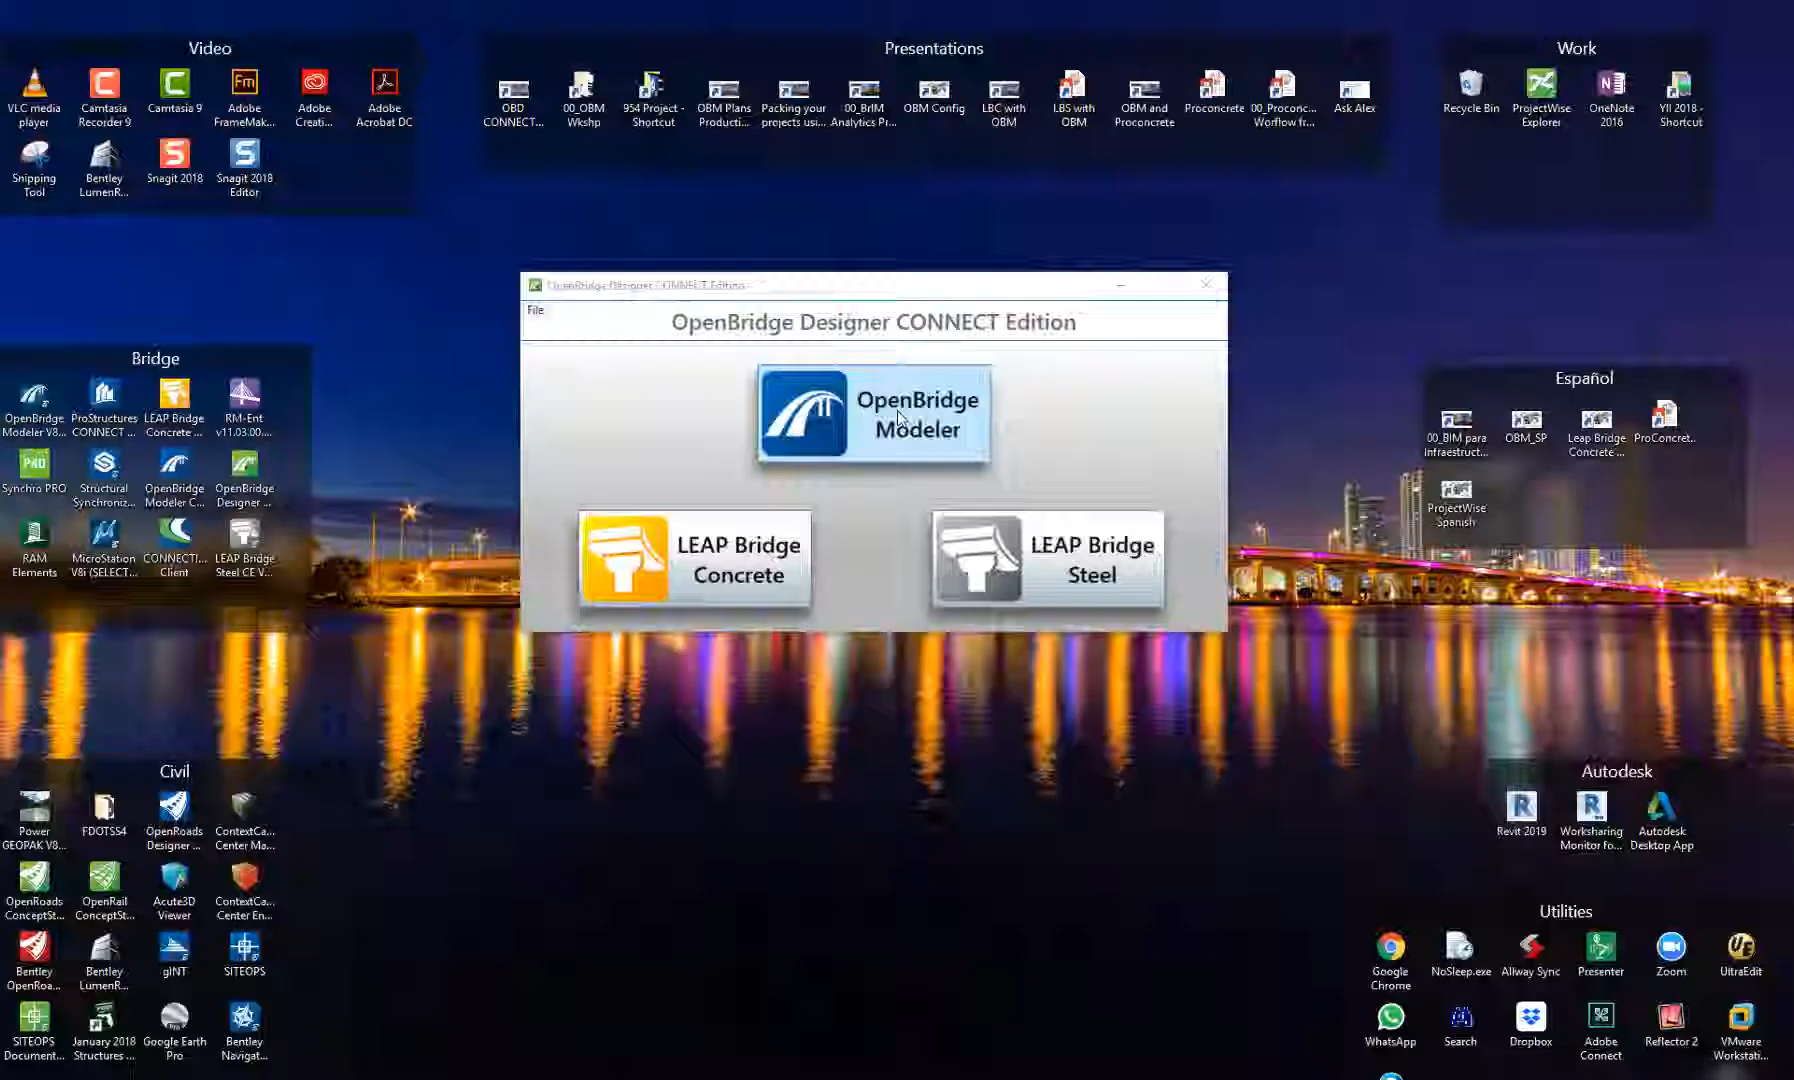 Video
VLC media
player
Camtasia
Recorder 9
Camtasia 9
Adobe
FrameMak...
Adobe
Creati...
Adobe
Acrobat DC
Snipping
Tool
Bentley
LumenR...
Snagit 2018
Snagit 2018
Editor
Presentations
OBD
CONNECT...
00_OBM
Wkshp
954 Project -
Shortcut
OBM Plans
Producti...
Packing your
projects usi...
00_BrIM
Analytics Pr...
OBM Config
LBC with
OBM
LBS with
OBM
OBM and
Proconcrete
Proconcrete
00_Proconc...
Worflow fr...
Ask Alex
Work
Recycle Bin
ProjectWise
Explorer
OneNote
2016
YII 2018 -
Shortcut
OpenBridge Designer CONNECT Edition
File
OpenBridge Designer CONNECT Edition
OpenBridge
Modeler
LEAP Bridge
Concrete
LEAP Bridge
Steel
Bridge
OpenBridge
Modeler V8...
ProStructures
CONNECT ...
LEAP Bridge
Concrete ...
RM-Ent
v11.03.00....
Synchro PRO
Structural
Synchroniz...
OpenBridge
Modeler C...
OpenBridge
Designer ...
RAM
Elements
MicroStation
V8i (SELECT...
CONNECTI...
Client
LEAP Bridge
Steel CE V...
Español
00_BIM para
Infraestruct...
OBM_SP
Leap Bridge
Concrete ...
ProConcret...
ProjectWise
Spanish
Civil
Power
GEOPAK V8...
FDOTSS4
OpenRoads
Designer ...
ContextCa...
Center Ma...
OpenRoads
ConceptSt...
OpenRail
ConceptSt...
Acute3D
Viewer
ContextCa...
Center En...
Bentley
OpenRoa...
Bentley
LumenR...
gINT
SITEOPS
SITEOPS
Document...
January 2018
Structures ...
Google Earth
Pro
Bentley
Navigat...
Autodesk
Revit 2019
Worksharing
Monitor fo...
Autodesk
Desktop App
Utilities
Google
Chrome
NoSleep.exe
Allway Sync
Presenter
Zoom
UltraEdit
WhatsApp
Search
Dropbox
Adobe
Connect
Reflector 2
VMware
Workstati...